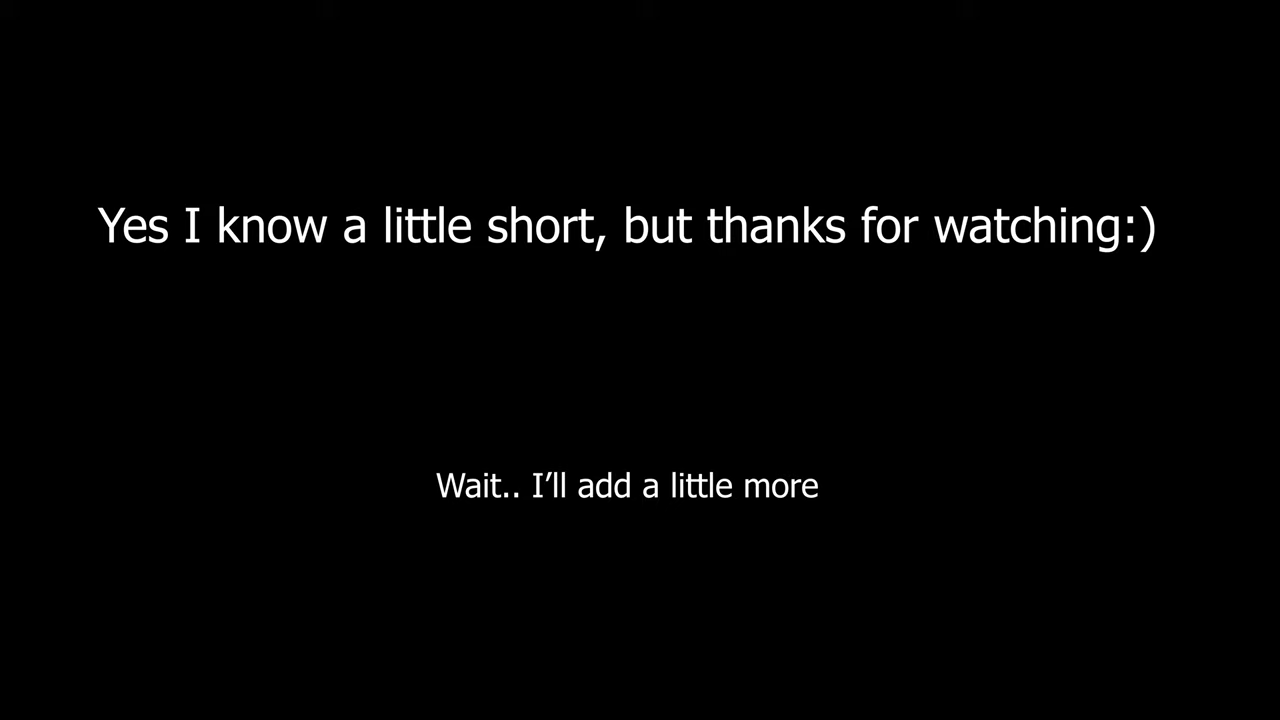 Yes I know a little short, but thanks for watching:)
Wait.. I’ll add a little more